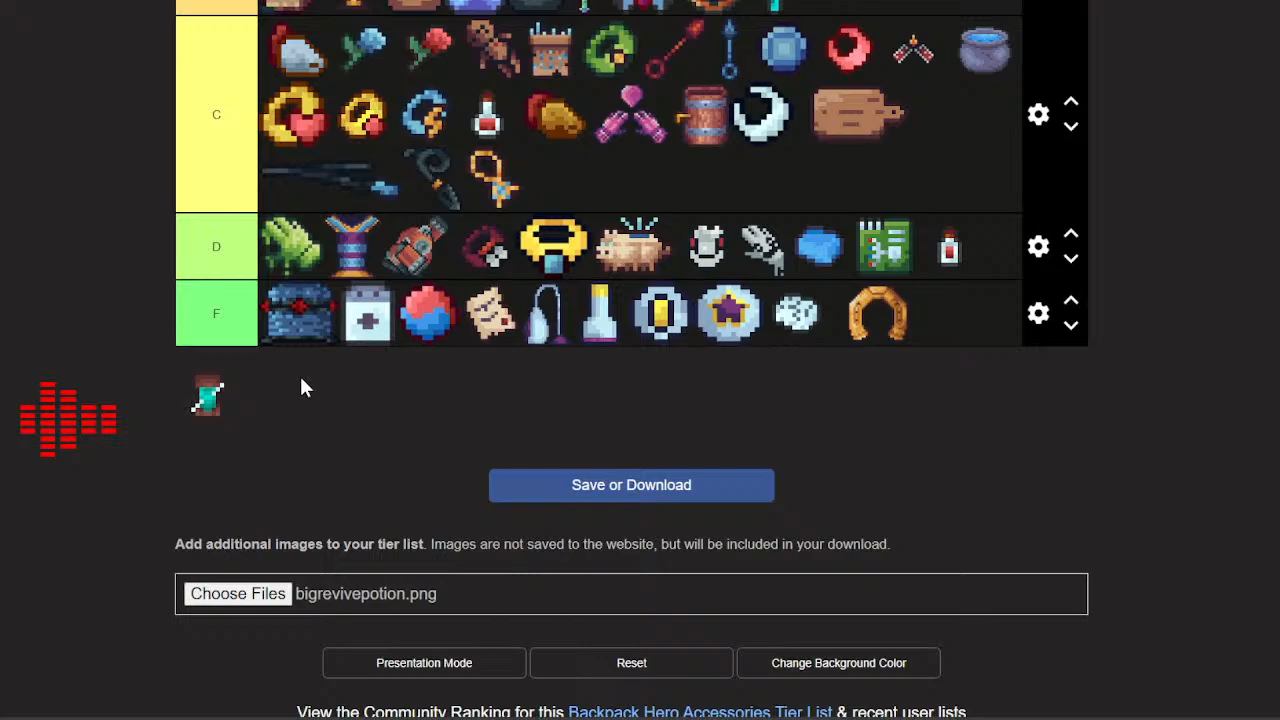 C
D
F
Save or Download
Add additional images to your tier list. Images are not saved to the website, but will be included in your download.
Choose Files bigrevivepotion.png
Presentation Mode Reset Change Background Color
View the Community Ranking for this Backpack Hero Accessories Tier List & recent user lists